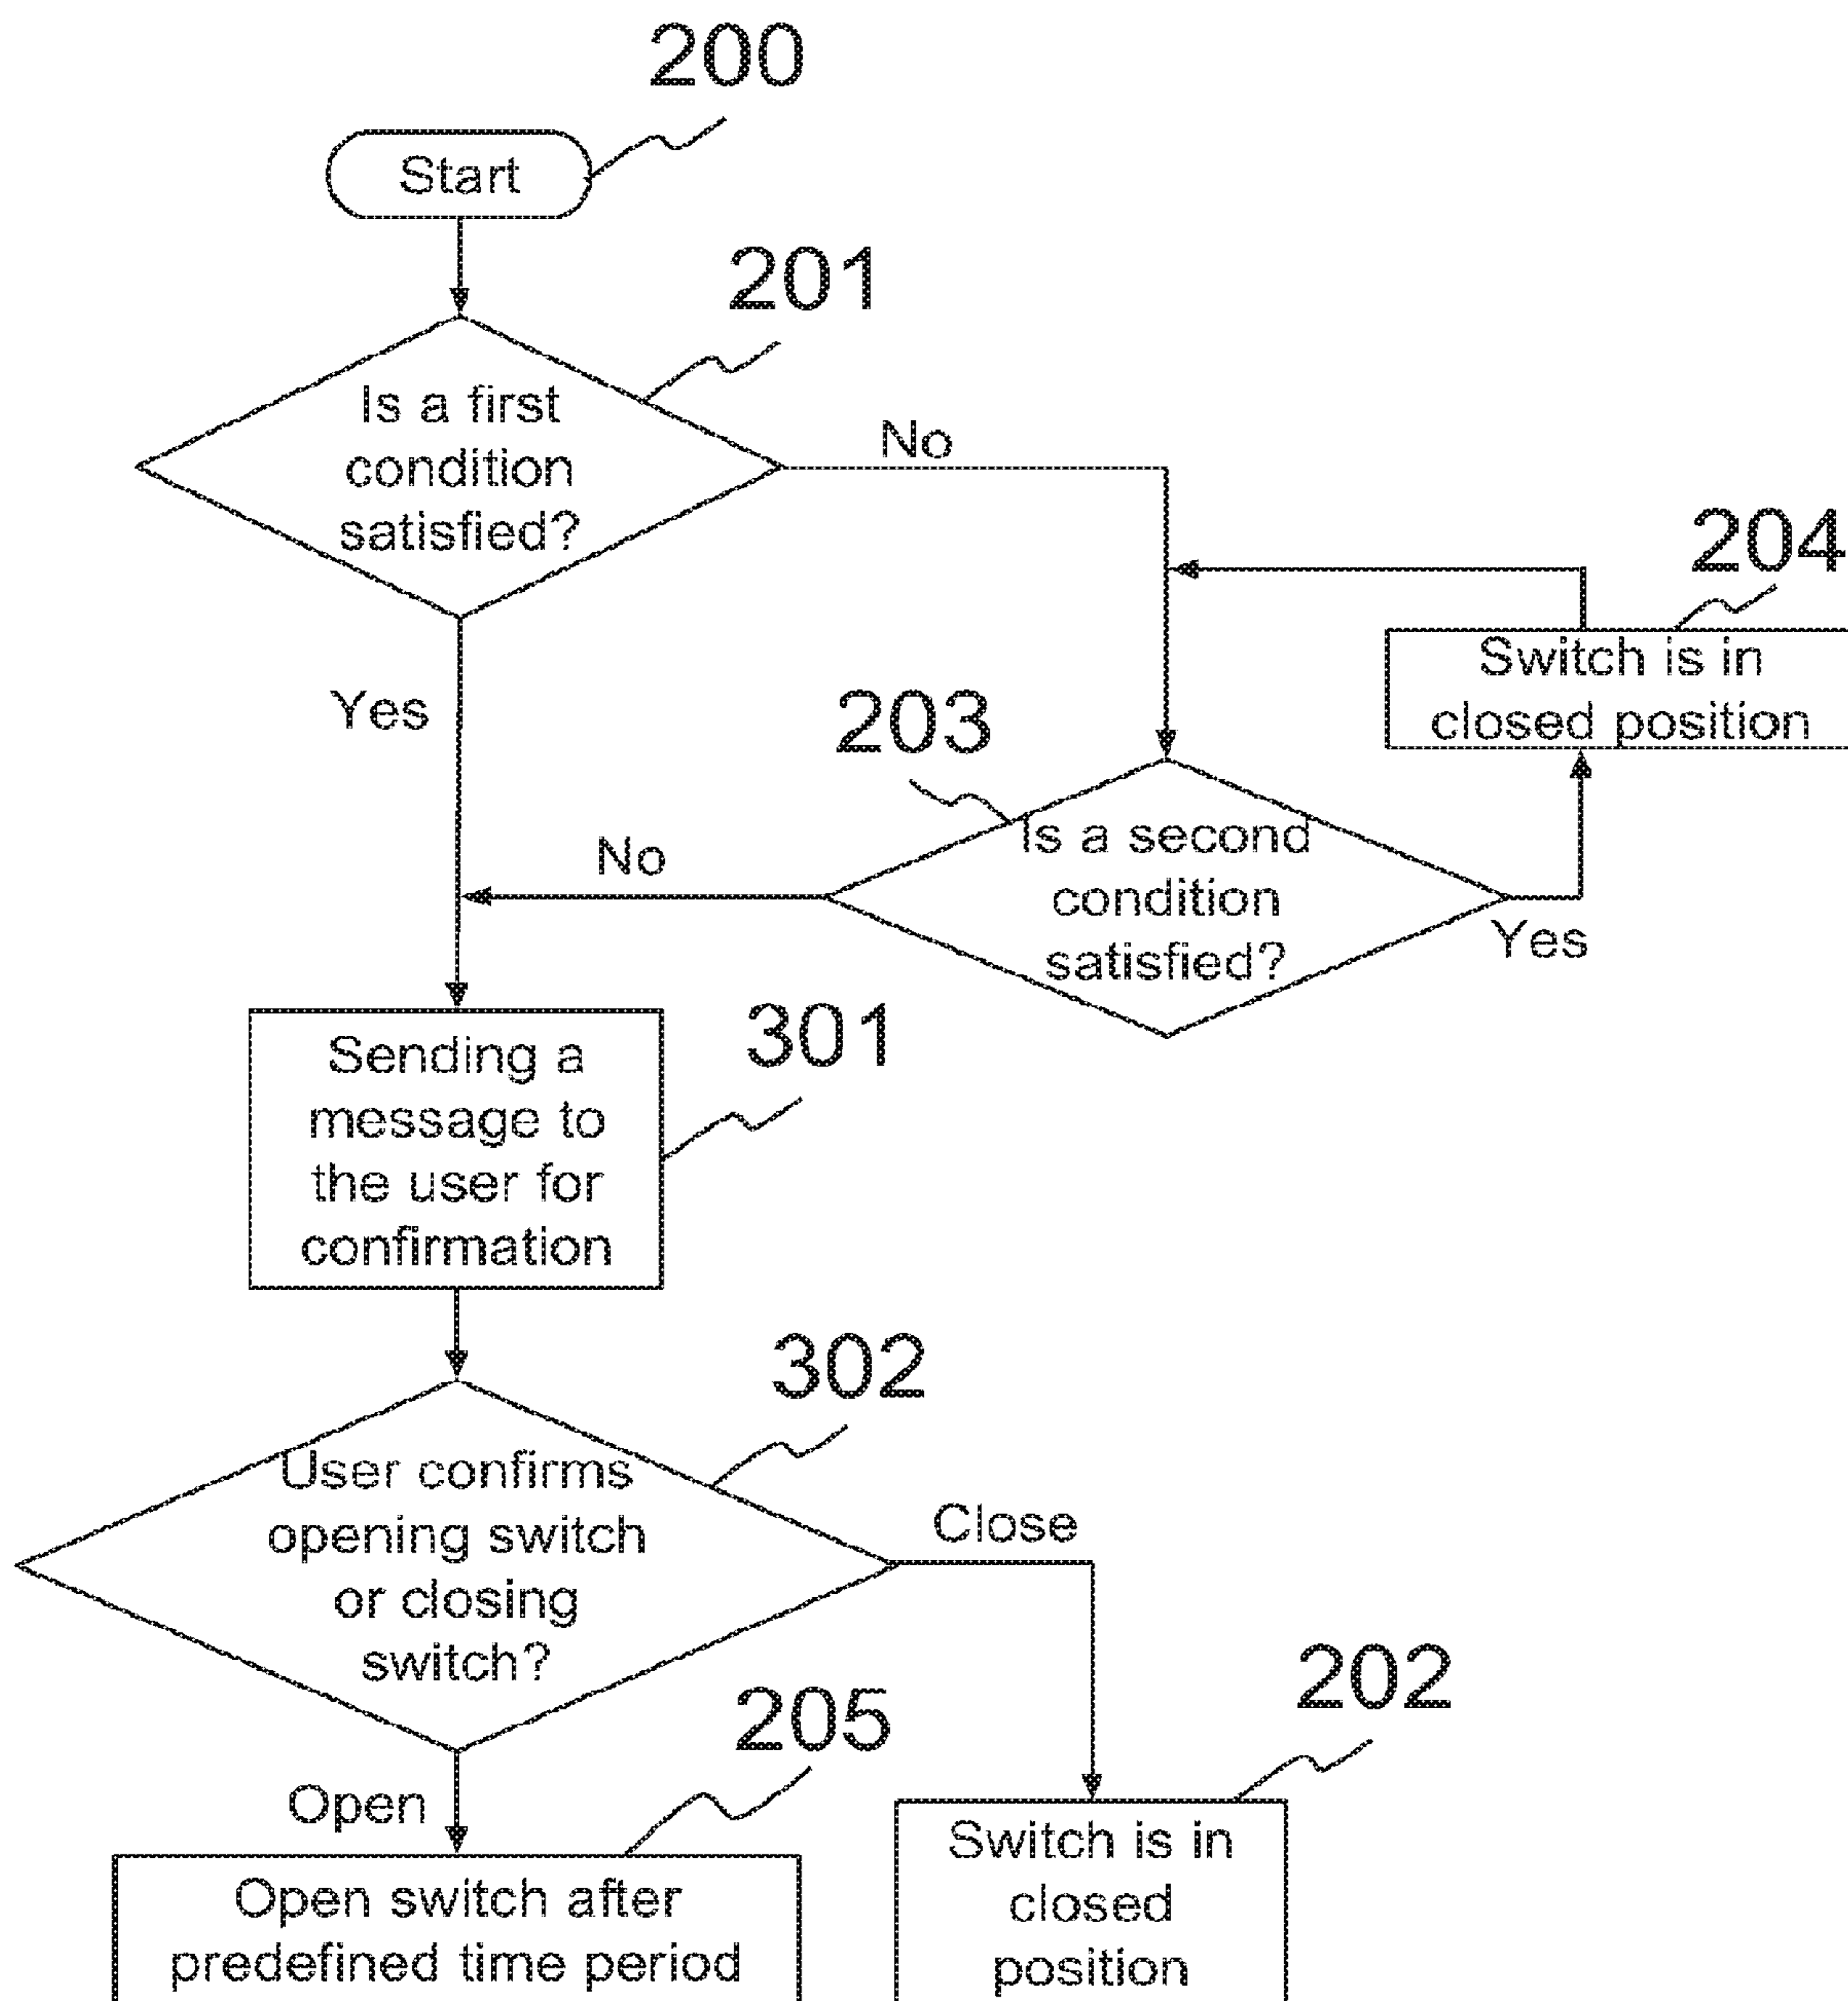 200
Start
201
Is a first
condition
satisfied?
No
204
Switch is in
closed position
Yes
203
Is a second
condition
satisfied?
No
Yes
301
Sending a
message to
the user for
confirmation
302
User confirms
opening switch
or closing
switch?
Close
202
205
Open
Switch is in
closed
position
Open switch after
predefined time period